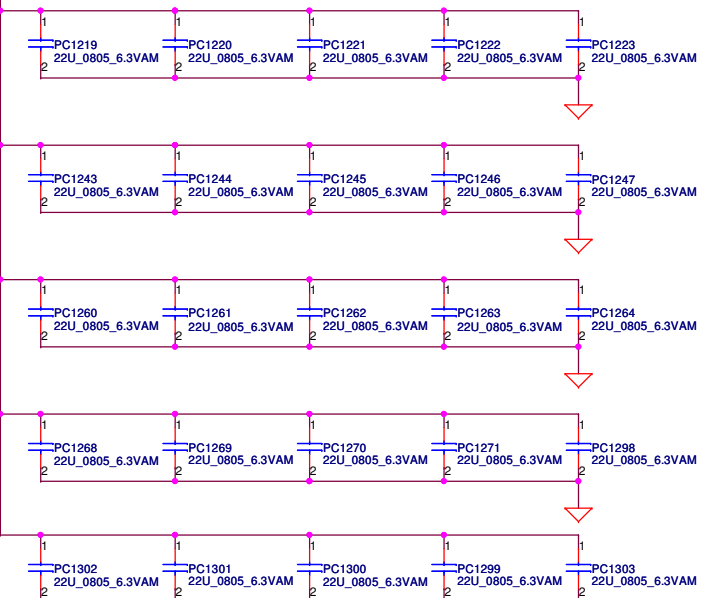 1 1 1 1 1
PC1219 PC1220 PC1221 PC1222 PC1223
22U_0805_6.3VAM 22U_0805_6.3VAM 22U_0805_6.3VAM 22U_0805_6.3VAM 22U_0805_6.3VAM
2 2 2 2 2
1 1 1 1 1
PC1243 PC1244 PC1245 PC1246 PC1247
22U_0805_6.3VAM 22U_0805_6.3VAM 22U_0805_6.3VAM 22U_0805_6.3VAM 22U_0805_6.3VAM
2 2 2 2 2
1 1 1 1 1
PC1260 PC1261 PC1262 PC1263 PC1264
22U_0805_6.3VAM 22U_0805_6.3VAM 22U_0805_6.3VAM 22U_0805_6.3VAM 22U_0805_6.3VAM
2 2 2 2 2
1 1 1 1 1
PC1268 PC1269 PC1270 PC1271 PC1298
22U_0805_6.3VAM 22U_0805_6.3VAM 22U_0805_6.3VAM 22U_0805_6.3VAM 22U_0805_6.3VAM
2 2 2 2 2
1 1 1 1 1
PC1302 PC1301 PC1300 PC1299 PC1303
22U_0805_6.3VAM 22U_0805_6.3VAM 22U_0805_6.3VAM 22U_0805_6.3VAM 22U_0805_6.3VAM
2 2 2 2 2